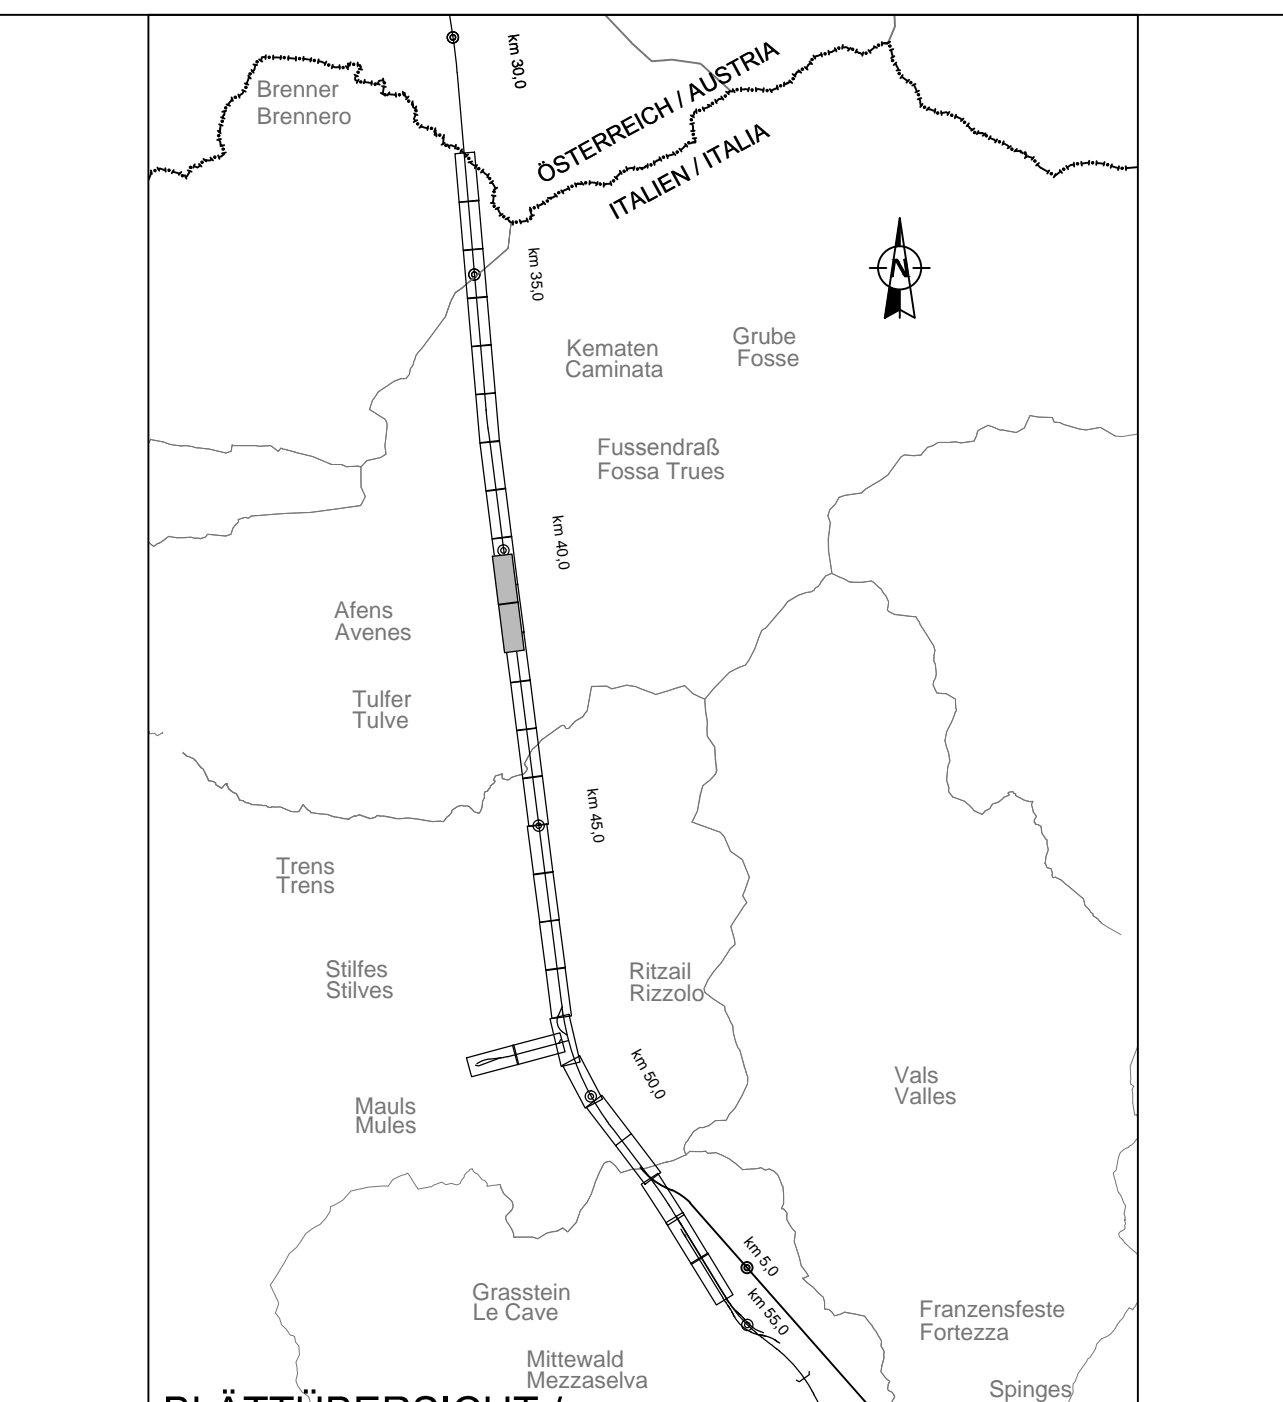 km 30,0
ÖSTERREICH / AUSTRIA
ITALIEN / ITALIA
Brenner
Brennero
km 35,0
N
Kematen
Caminata
Grube
Fosse
Fussendraß
Fossa Trues
km 40,0
Afens
Avenes
Tulfer
Tulve
km 45,0
Trens
Trens
Stilfes
Stilves
Ritzail
Rizzolo
km 50,0
Vals
Valles
Mauls
Mules
km 5,0
km 55,0
Grasstein
Le Cave
Franzensfeste
Fortezza
Mittewald
Mezzaselva
Spinges
BLÄTTÜBERSICHT /